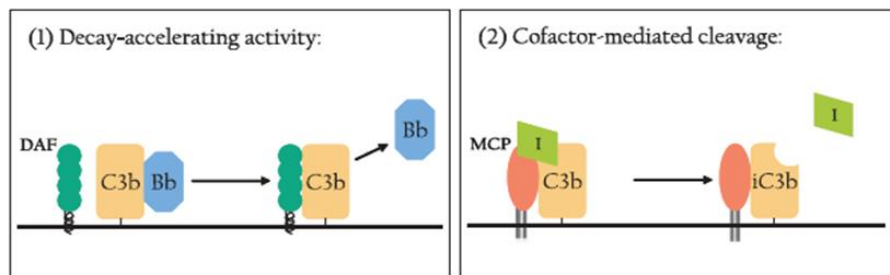 (1) Decay-accelerating activity:
DAF
C3b
Bb
C3b
Bb
(2) Cofactor-mediated cleavage:
MCP
I
C3b
iC3b
I